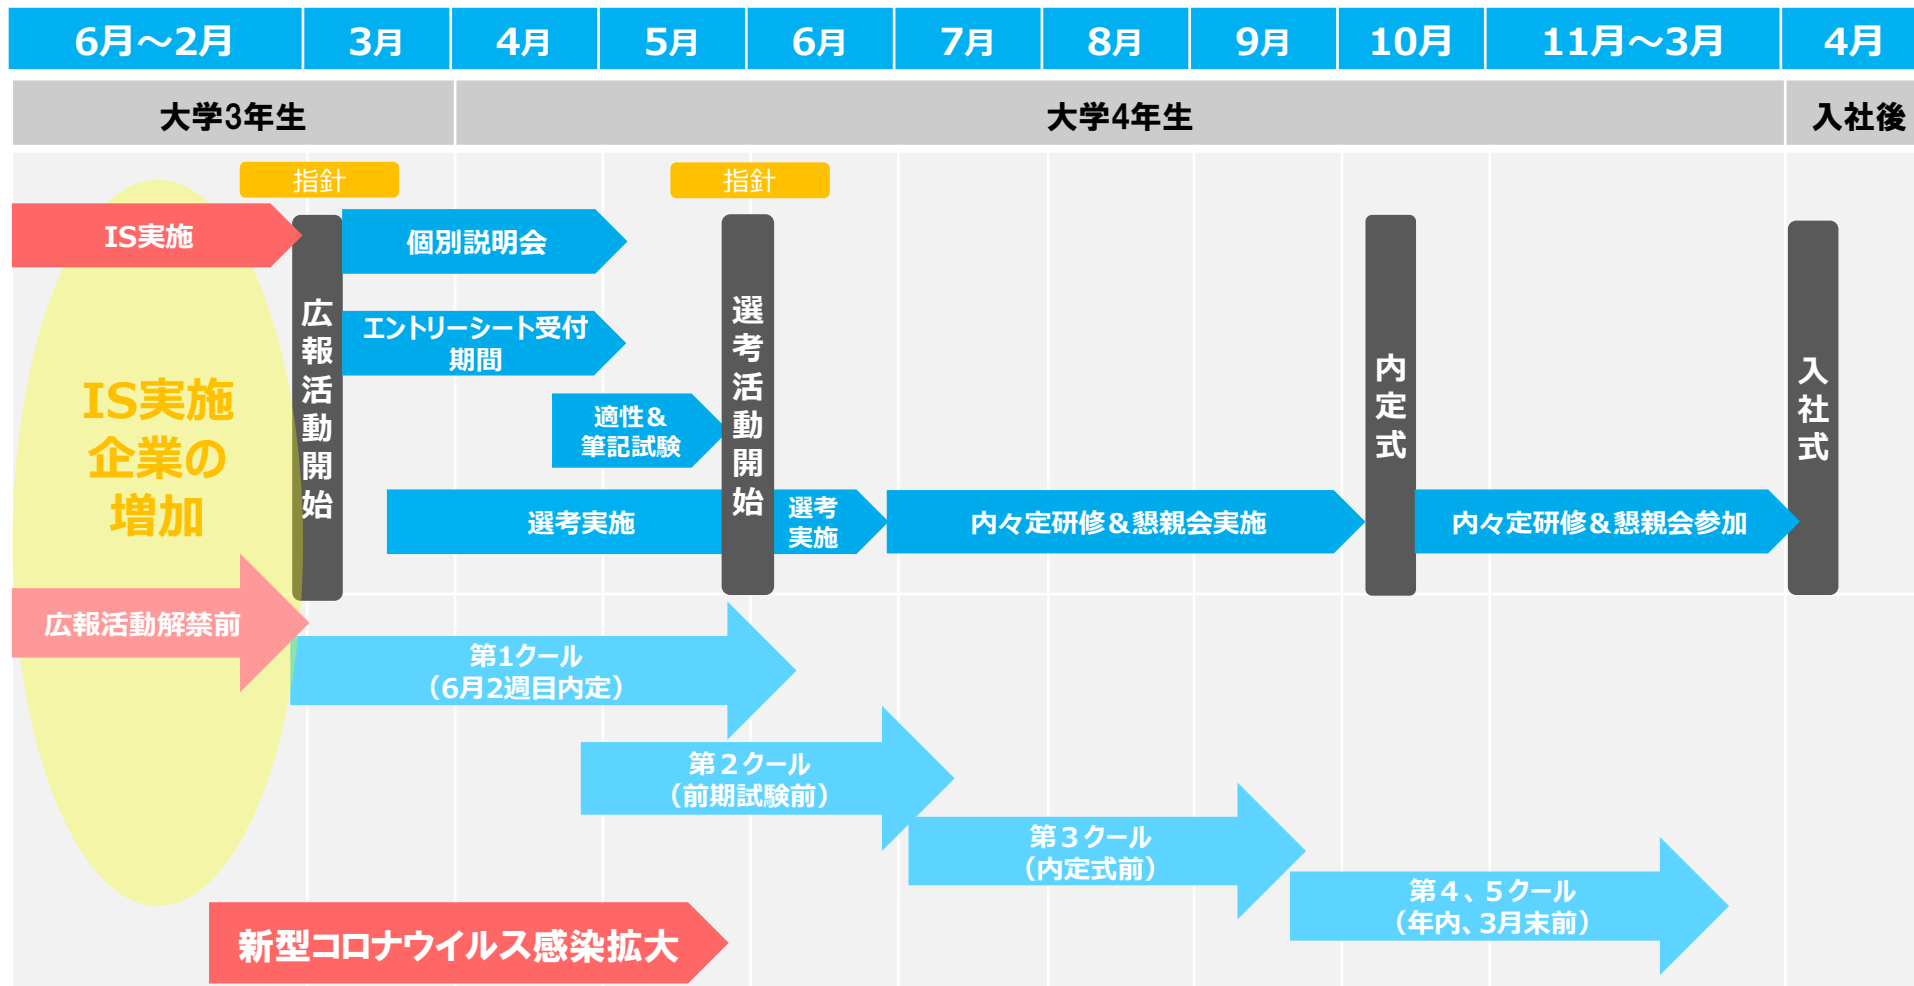 6月～2月
3月
4月
5月
6月
7月
8月
9月
10月
11月～3月
4月
大学3年生
大学4年生
入社後
指針
指針
IS実施
個別説明会
広報活動開始
選考活動開始
内定式
入社式
エントリーシート受付
期間
IS実施
企業の
増加
適性＆
筆記試験
選考実施
選考
実施
内々定研修＆懇親会実施
内々定研修＆懇親会参加
広報活動解禁前
第1クール
（6月2週目内定）
第２クール
（前期試験前）
第３クール
（内定式前）
第４、５クール
（年内、3月末前）
新型コロナウイルス感染拡大